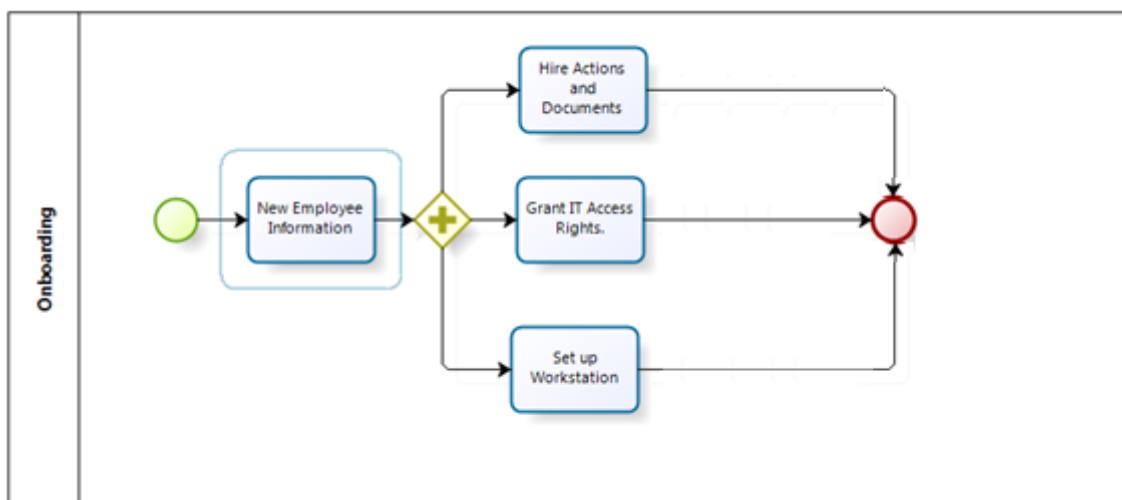 Onboarding
New Employee
Information
Hire Actions
and
Documents
Grant IT Access
Rights.
Set up
Workstation